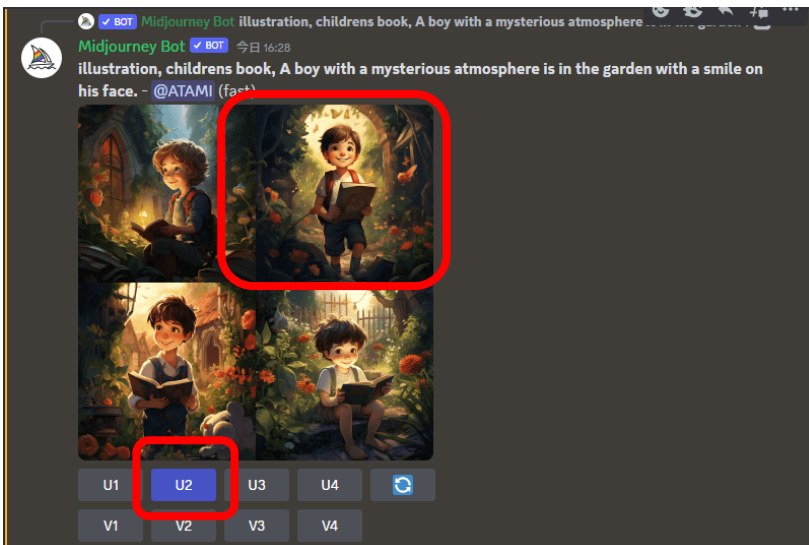 ✓ BOT Midjourney Bot illustration, childrens book, A boy with a mysterious atmosphere
Midjourney Bot ✓ BOT 今日 16:28
illustration, childrens book, A boy with a mysterious atmosphere is in the garden with a smile on
his face. - @ATAMI (fast)
U1 U2 U3 U4
V1 V2 V3 V4